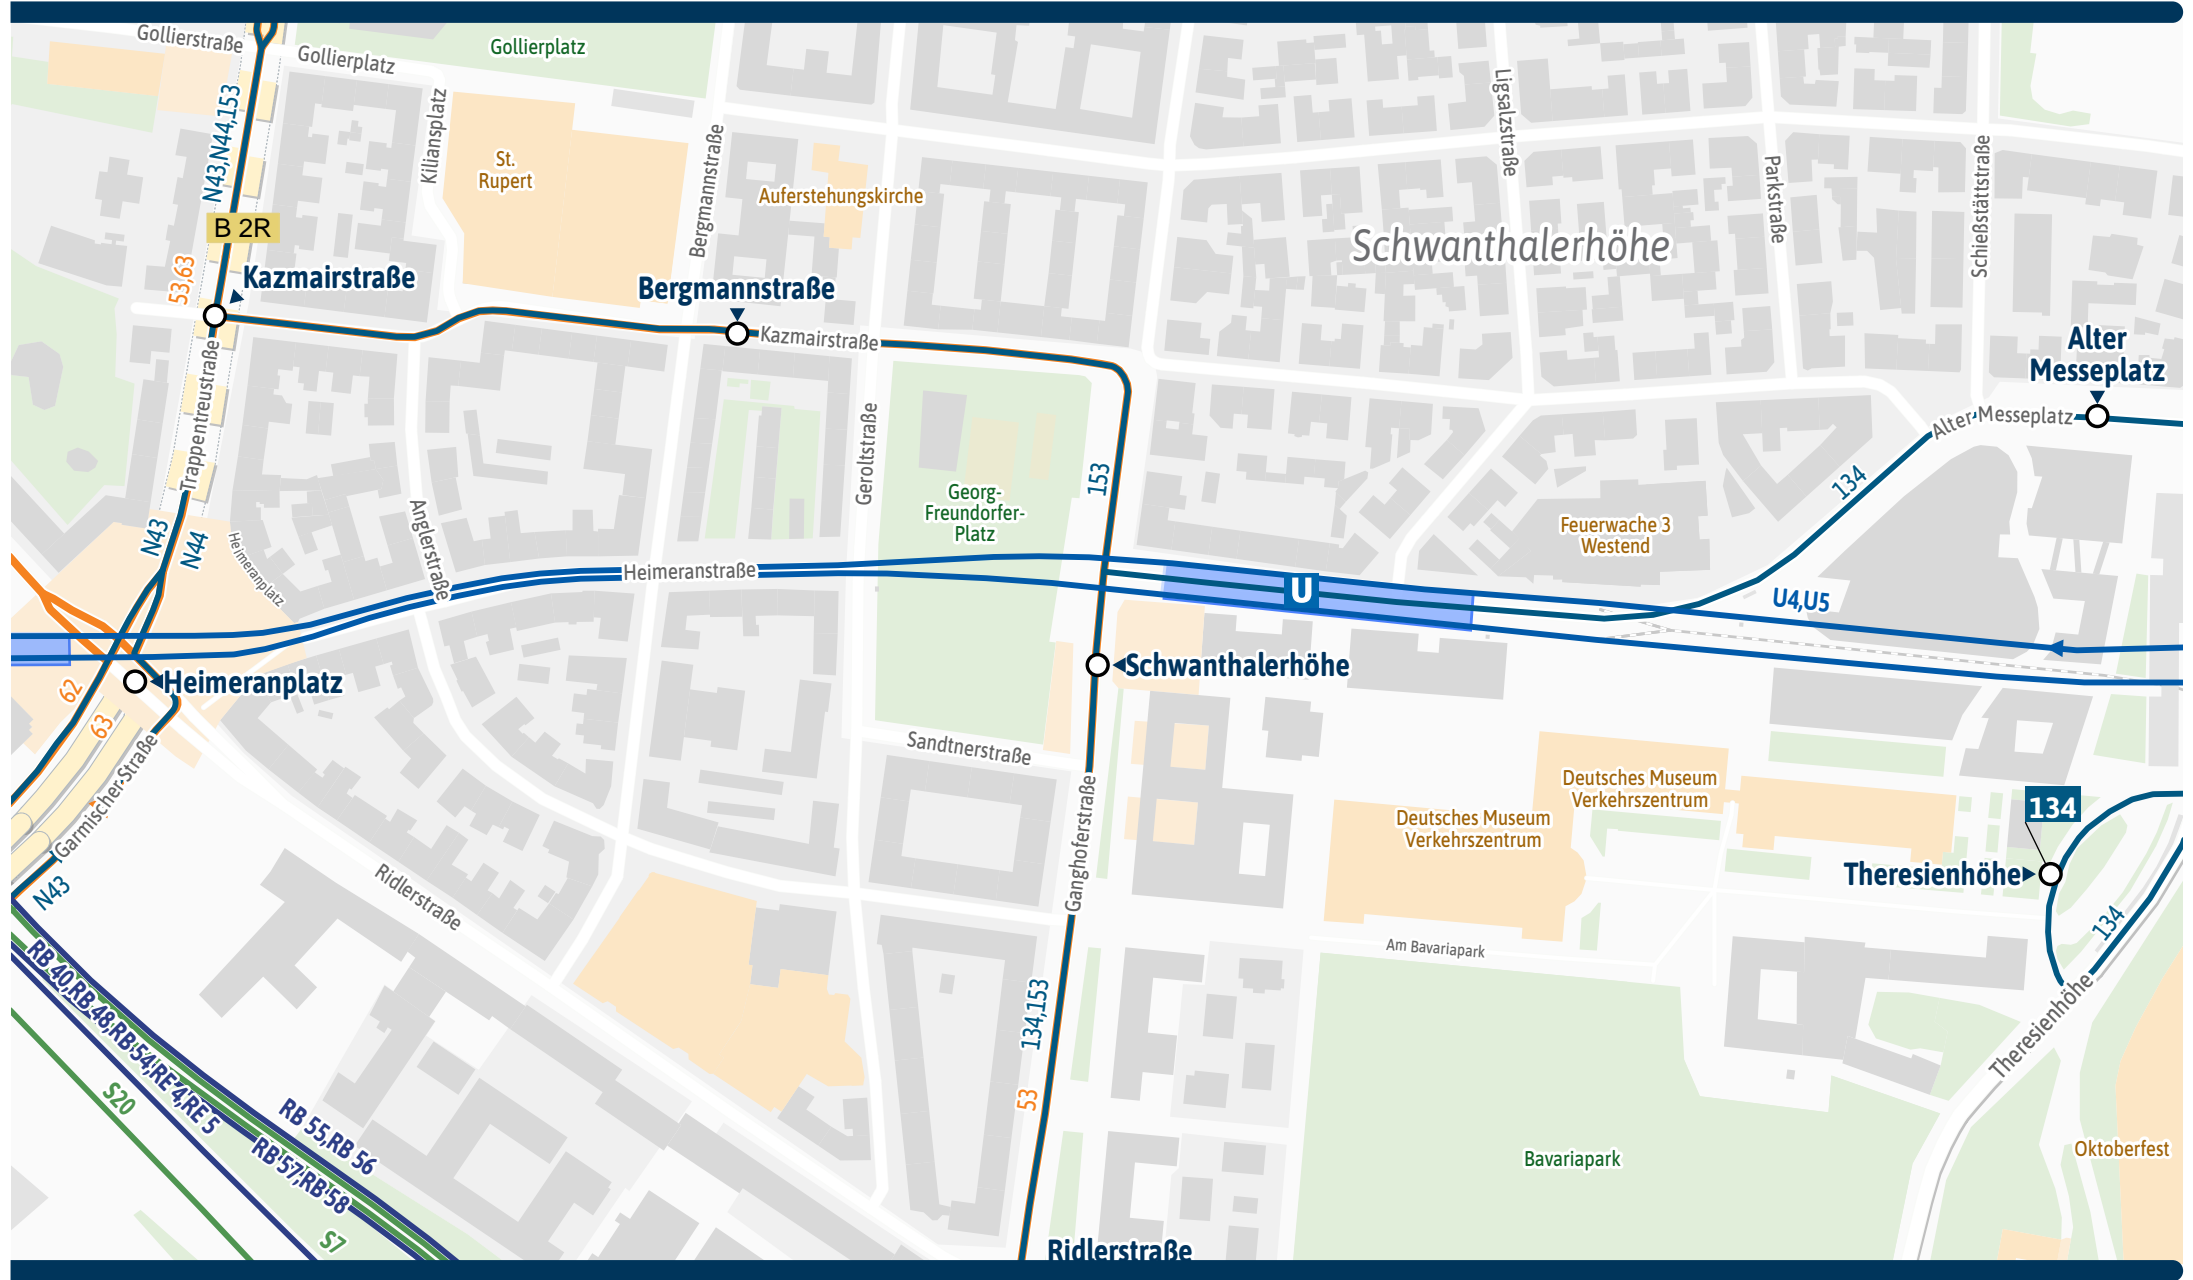 Gollierstraße
Gollierplatz
Gollierplatz
N43,N44,153
Kiliansplatz
St.
Rupert
Bergmannstraße
Auferstehungskirche
Ligsalzstraße
Parkstraße
Schießstättstraße
Schwanthalerhöhe
B 2R
53,63
Kazmairstraße
Bergmannstraße
Kazmairstraße
Alter
Messeplatz
Alter Messeplatz
Trappentreustraße
Geroltstraße
153
134
Georg-
Freundorfer-
Platz
Feuerwache 3
Westend
N43
N44
Heimeranplatz
Anglerstraße
Heimeranstraße
U
U4,U5
Heimeranplatz
Schwanthalerhöhe
62
63
Garmischer Straße
Sandtnerstraße
Ganghoferstraße
Deutsches Museum
Verkehrszentrum
Deutsches Museum
Verkehrszentrum
134
Theresienhöhe
134
N43
Ridlerstraße
Am Bavariapark
RB 40,RB 48,RB 54,RE 4,RE 5
134,153
Theresienhöhe
S20
53
RB 55,RB 56
RB 57,RB 58
Bavariapark
Oktoberfest
S7
Ridlerstraße